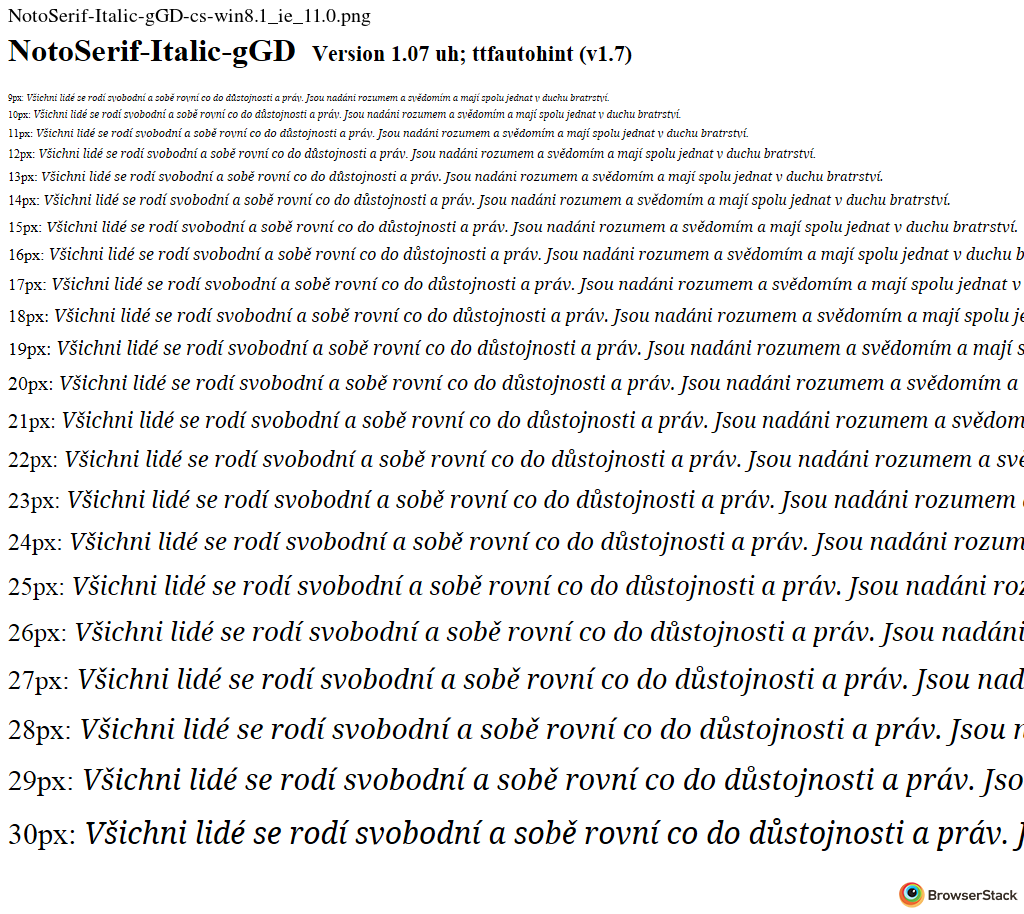 NotoSerif-Italic-gGD-cs-win8.1_ie_11.0.png
NotoSerif-Italic-gGD Version 1.07 uh; ttfautohint (v1.7)
9px: Všichni lidé se rodí svobodní a sobě rovní co do důstojnosti a práv. Jsou nadáni rozumem a svědomím a mají spolu jednat v duchu bratrství.
10px: Všichni lidé se rodí svobodní a sobě rovní co do důstojnosti a práv. Jsou nadáni rozumem a svědomím a mají spolu jednat v duchu bratrství.
11px: Všichni lidé se rodí svobodní a sobě rovní co do důstojnosti a práv. Jsou nadáni rozumem a svědomím a mají spolu jednat v duchu bratrství.
12px: Všichni lidé se rodí svobodní a sobě rovní co do důstojnosti a práv. Jsou nadáni rozumem a svědomím a mají spolu jednat v duchu bratrství.
13px: Všichni lidé se rodí svobodní a sobě rovní co do důstojnosti a práv. Jsou nadáni rozumem a svědomím a mají spolu jednat v duchu bratrství.
14px: Všichni lidé se rodí svobodní a sobě rovní co do důstojnosti a práv. Jsou nadáni rozumem a svědomím a mají spolu jednat v duchu bratrství.
15px: Všichni lidé se rodí svobodní a sobě rovní co do důstojnosti a práv. Jsou nadáni rozumem a svědomím a mají spolu jednat v duchu bratrství.
16px: Všichni lidé se rodí svobodní a sobě rovní co do důstojnosti a práv. Jsou nadáni rozumem a svědomím a mají spolu jednat v duchu b
17px: Všichni lidé se rodí svobodní a sobě rovní co do důstojnosti a práv. Jsou nadáni rozumem a svědomím a mají spolu jednat v
18px: Všichni lidé se rodí svobodní a sobě rovní co do důstojnosti a práv. Jsou nadáni rozumem a svědomím a mají spolu je
19px: Všichni lidé se rodí svobodní a sobě rovní co do důstojnosti a práv. Jsou nadáni rozumem a svědomím a mají s
20px: Všichni lidé se rodí svobodní a sobě rovní co do důstojnosti a práv. Jsou nadáni rozumem a svědomím a
21px: Všichni lidé se rodí svobodní a sobě rovní co do důstojnosti a práv. Jsou nadáni rozumem a svědom
22px: Všichni lidé se rodí svobodní a sobě rovní co do důstojnosti a práv. Jsou nadáni rozumem a svě
23px: Všichni lidé se rodí svobodní a sobě rovní co do důstojnosti a práv. Jsou nadáni rozumem
24px: Všichni lidé se rodí svobodní a sobě rovní co do důstojnosti a práv. Jsou nadáni rozum
25px: Všichni lidé se rodí svobodní a sobě rovní co do důstojnosti a práv. Jsou nadáni roz
26px: Všichni lidé se rodí svobodní a sobě rovní co do důstojnosti a práv. Jsou nadáni
27px: Všichni lidé se rodí svobodní a sobě rovní co do důstojnosti a práv. Jsou nad
28px: Všichni lidé se rodí svobodní a sobě rovní co do důstojnosti a práv. Jsou n
29px: Všichni lidé se rodí svobodní a sobě rovní co do důstojnosti a práv. Jso
30px: Všichni lidé se rodí svobodní a sobě rovní co do důstojnosti a práv. J
BrowserStack